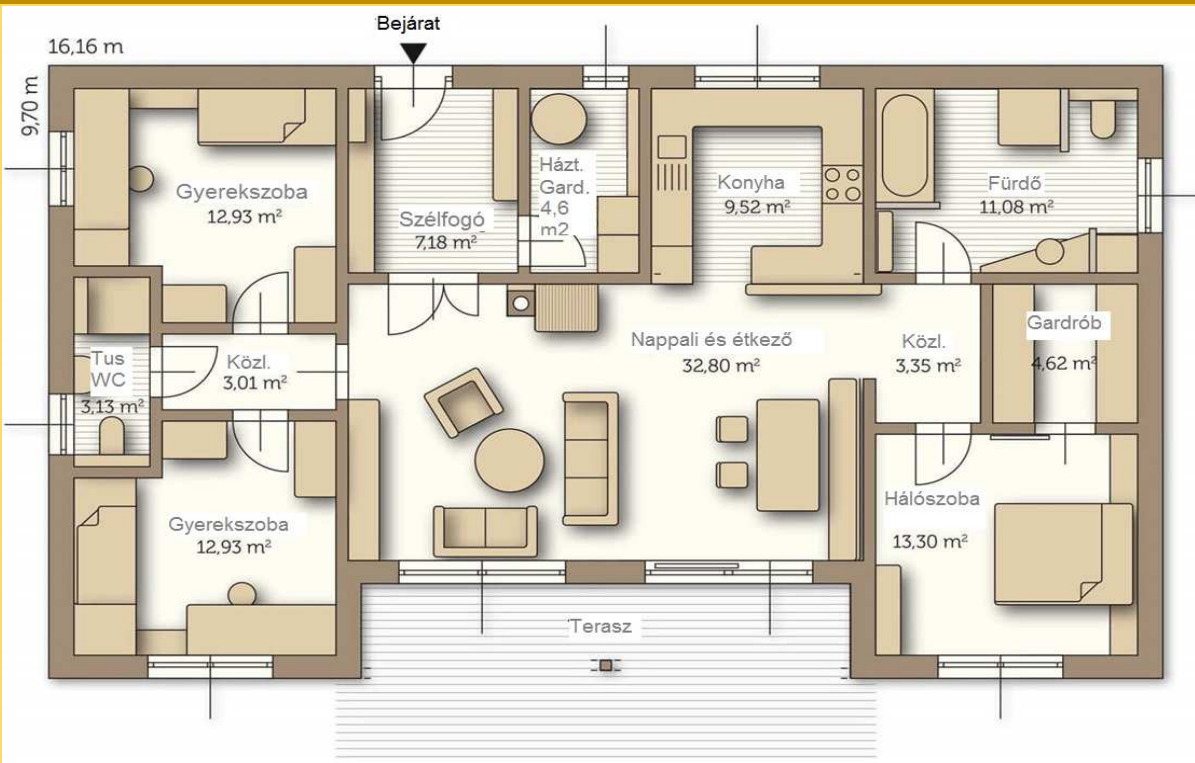 Bejárat
16,16 m
9,70 m
Gyerekszoba
12,93 m²
Szélfogó
7,18 m²
Házt.
Gard.
4,6
m2
Konyha
9,52 m²
Fürdő
11,08 m²
Tus
WC
3,13 m²
Közl.
3,01 m²
Nappali és étkező
32,80 m²
Közl.
3,35 m²
Gardrób
4,62 m²
Gyerekszoba
12,93 m²
Hálószoba
13,30 m²
Terasz